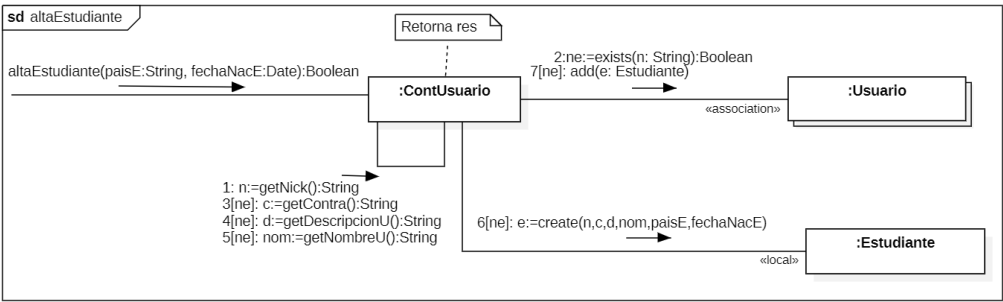 sd altaEstudiante
Retorna res
altaEstudiante(paisE:String, fechaNacE:Date):Boolean
2:ne:=exists(n: String):Boolean
7[ne]: add(e: Estudiante)
:ContUsuario
:Usuario
«association»
1: n:=getNick():String
3[ne]: c:=getContra():String
4[ne]: d:=getDescripcionU():String
5[ne]: nom:=getNombreU():String
6[ne]: e:=create(n,c,d,nom,paisE,fechaNacE)
:Estudiante
«local»